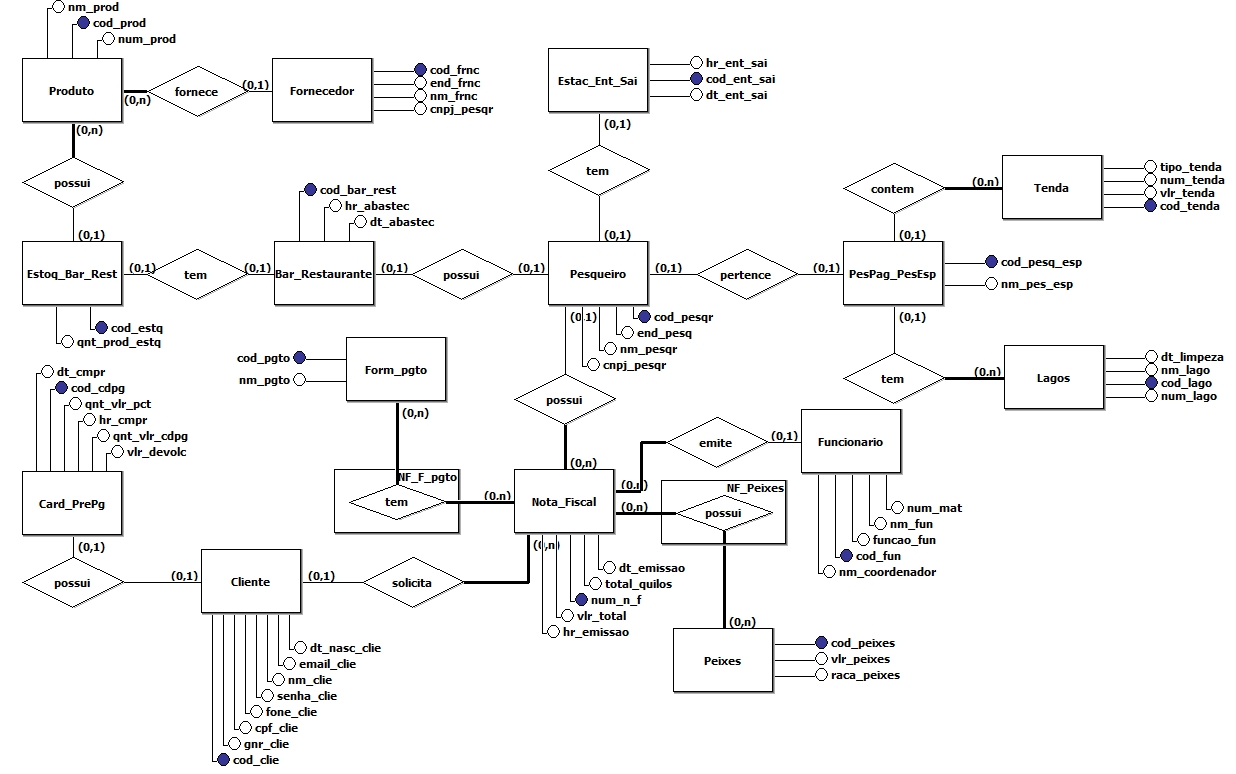 nm_prod
cod_prod
num_prod
Produto
(0,n)
fornece
(0,1)
Fornecedor
cod_frnc
end_frnc
nm_frnc
cnpj_pesqr
Estac_Ent_Sai
hr_ent_sai
cod_ent_sai
dt_ent_sai
(0,n)
(0,1)
possui
tem
contem
(0,n)
Tenda
tipo_tenda
num_tenda
vlr_tenda
cod_tenda
cod_bar_rest
hr_abastec
dt_abastec
(0,1)
(0,1)
(0,1)
Estoq_Bar_Rest
(0,1)
tem
(0,1)
Bar_Restaurante
(0,1)
possui
(0,1)
Pesqueiro
(0,1)
pertence
(0,1)
PesPag_PesEsp
cod_pesq_esp
nm_pes_esp
cod_estq
qnt_prod_estq
(0,1)
cod_pesqr
end_pesq
nm_pesqr
cnpj_pesqr
(0,1)
cod_pgto
nm_pgto
Form_pgto
dt_cmpr
cod_cdpg
qnt_vlr_pct
hr_cmpr
qnt_vlr_cdpg
vlr_devolc
possui
tem
(0,n)
Lagos
dt_limpeza
nm_lago
cod_lago
num_lago
(0,n)
(0,n)
emite
(0,1)
Funcionario
Card_PrePg
NF_F_pgto
tem
(0,n)
Nota_Fiscal
(0,n)
(0,n)
NF_Peixes
possui
num_mat
nm_fun
funcao_fun
cod_fun
nm_coordenador
(0,1)
(0,n)
possui
(0,1)
Cliente
(0,1)
solicita
dt_emissao
total_quilos
num_n_f
vlr_total
hr_emissao
(0,n)
Peixes
cod_peixes
vlr_peixes
raca_peixes
dt_nasc_clie
email_clie
nm_clie
senha_clie
fone_clie
cpf_clie
gnr_clie
cod_clie